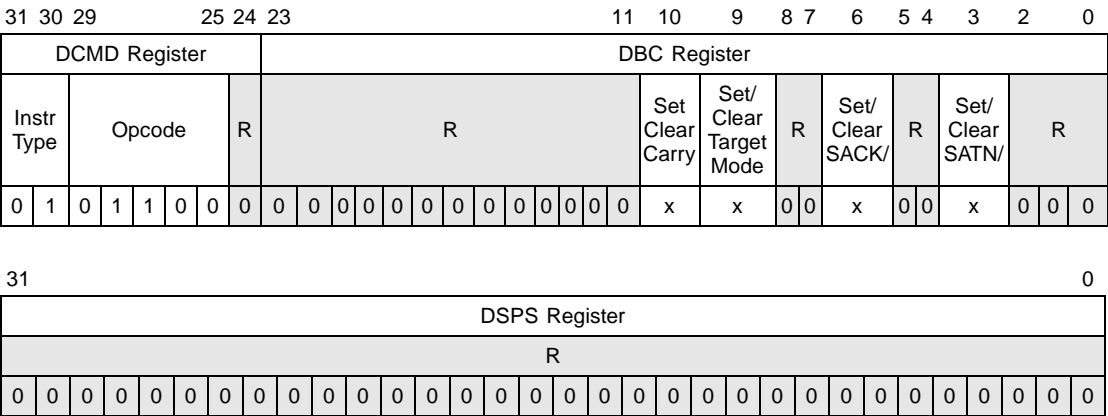 31 30 29 25 24 23 11 10 9 8 7 6 5 4 3 2 0
DCMD Register DBC Register
Instr Type Opcode R R Set Clear Carry Set/ Clear Target Mode R Set/ Clear SACK/ R Set/ Clear SATN/ R
0 1 0 1 1 0 0 0 0 0 0 0 0 0 0 0 0 0 0 0 0 x x 0 0 x 0 0 x 0 0 0
31 0
DSPS Register
R
0 0 0 0 0 0 0 0 0 0 0 0 0 0 0 0 0 0 0 0 0 0 0 0 0 0 0 0 0 0 0 0